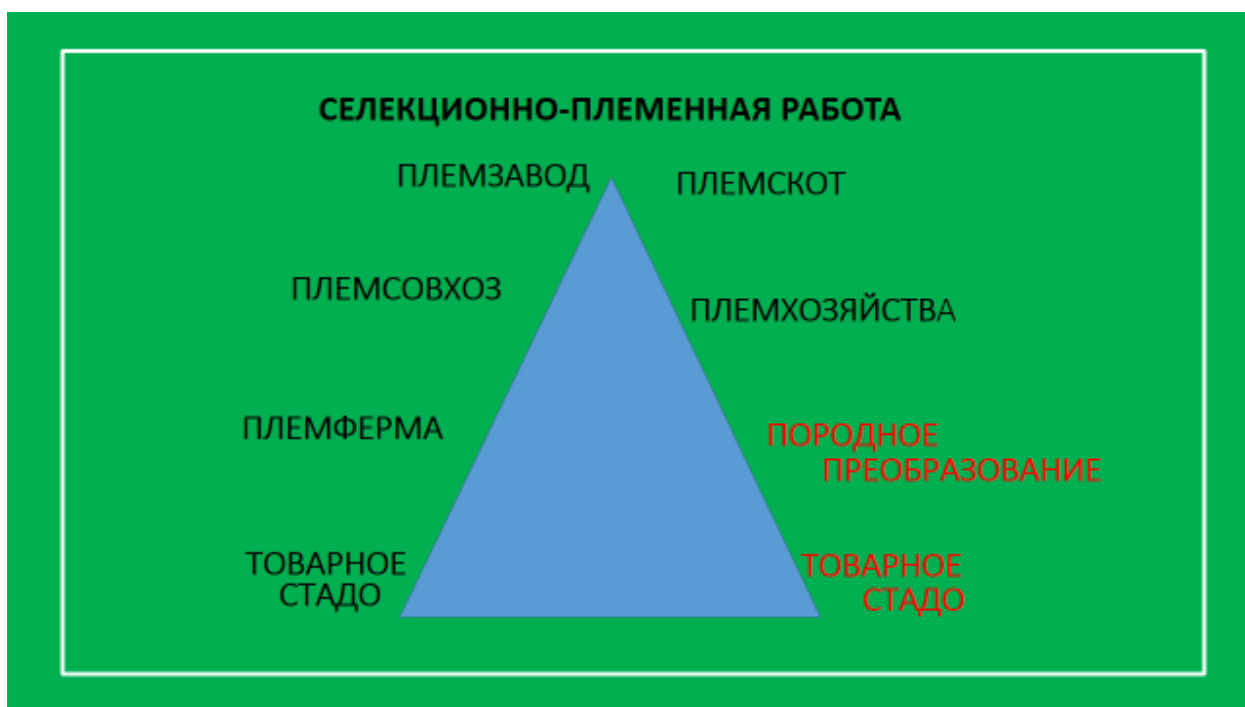 СЕЛЕКЦИОННО-ПЛЕМЕННАЯ РАБОТА
ПЛЕМЗАВОД
ПЛЕМСКОТ
ПЛЕМСОВХОЗ
ПЛЕМХОЗЯЙСТВА
ПЛЕМФЕРМА
ПОРОДНОЕ
ПРЕОБРАЗОВАНИЕ
ТОВАРНОЕ
СТАДО
ТОВАРНОЕ
СТАДО